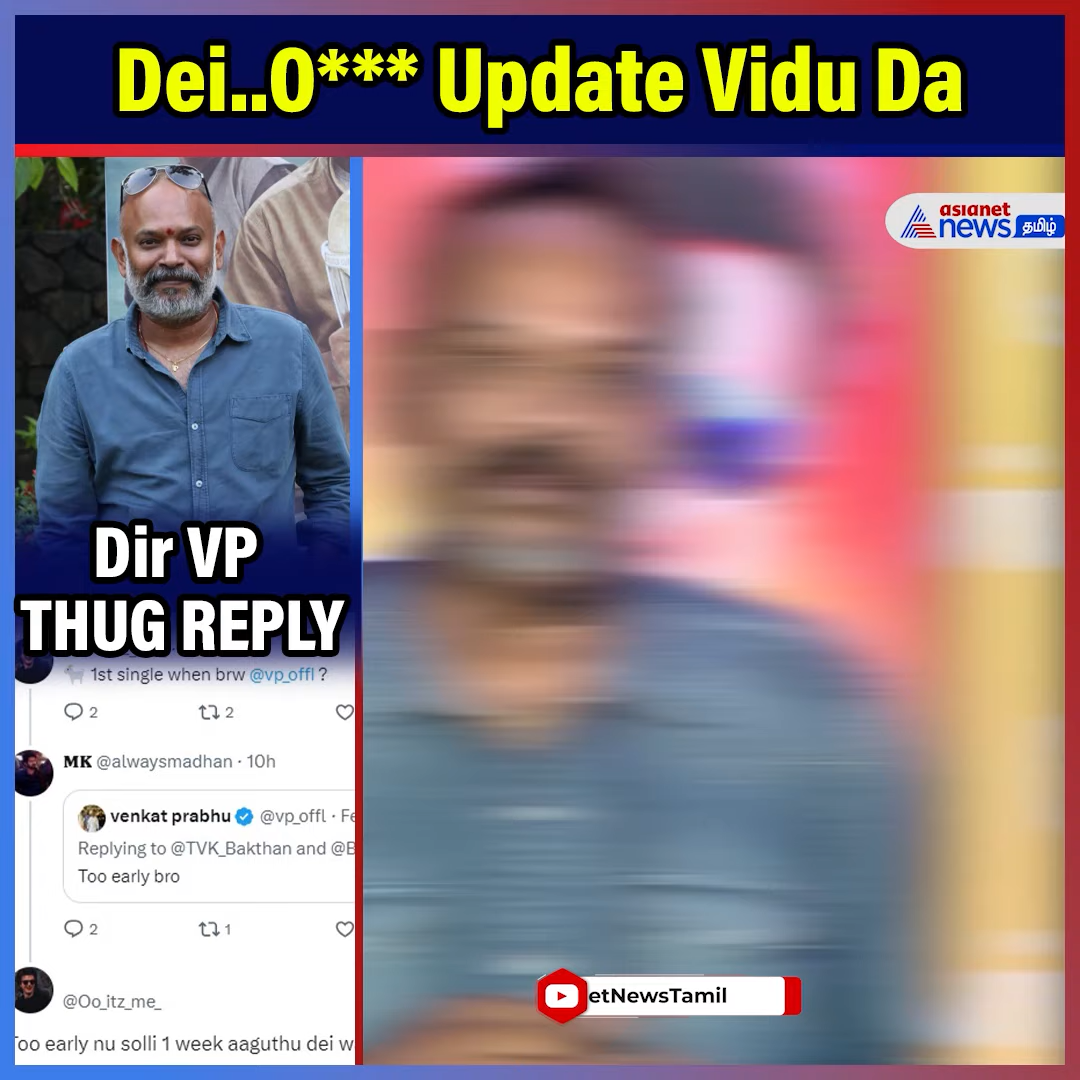 Dei..O*** Update Vidu Da
asianet
news தமிழ்
Dir VP
THUG REPLY
1st single when brw @vp_offl ?
2 2
MK @alwaysmadhan · 10h
venkat prabhu @vp_offl · Fe
Replying to @TVK_Bakthan and @B
Too early bro
2 1
@Oo_itz_me_
Too early nu solli 1 week aaguthu dei w
etNewsTamil